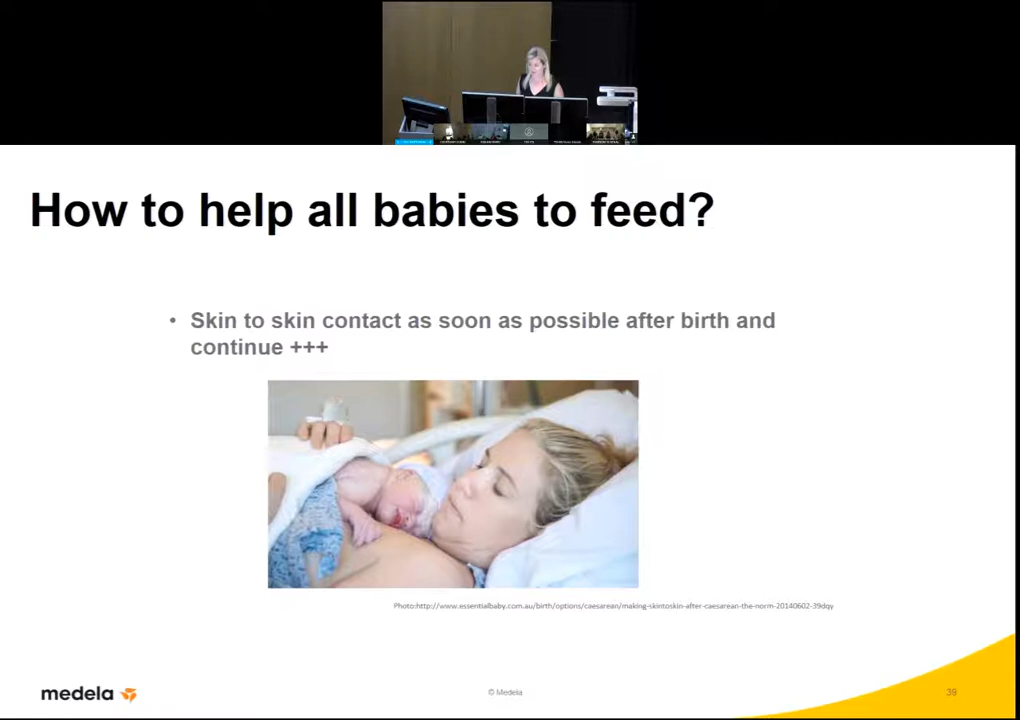 How to help all babies to feed?
• Skin to skin contact as soon as possible after birth and
continue +++
Photo:http://www.essentialbaby.com.au/birth/options/caesarean/making-skintoskin-after-caesarean-the-norm-20140602-39dqy
medela
© Medela
39